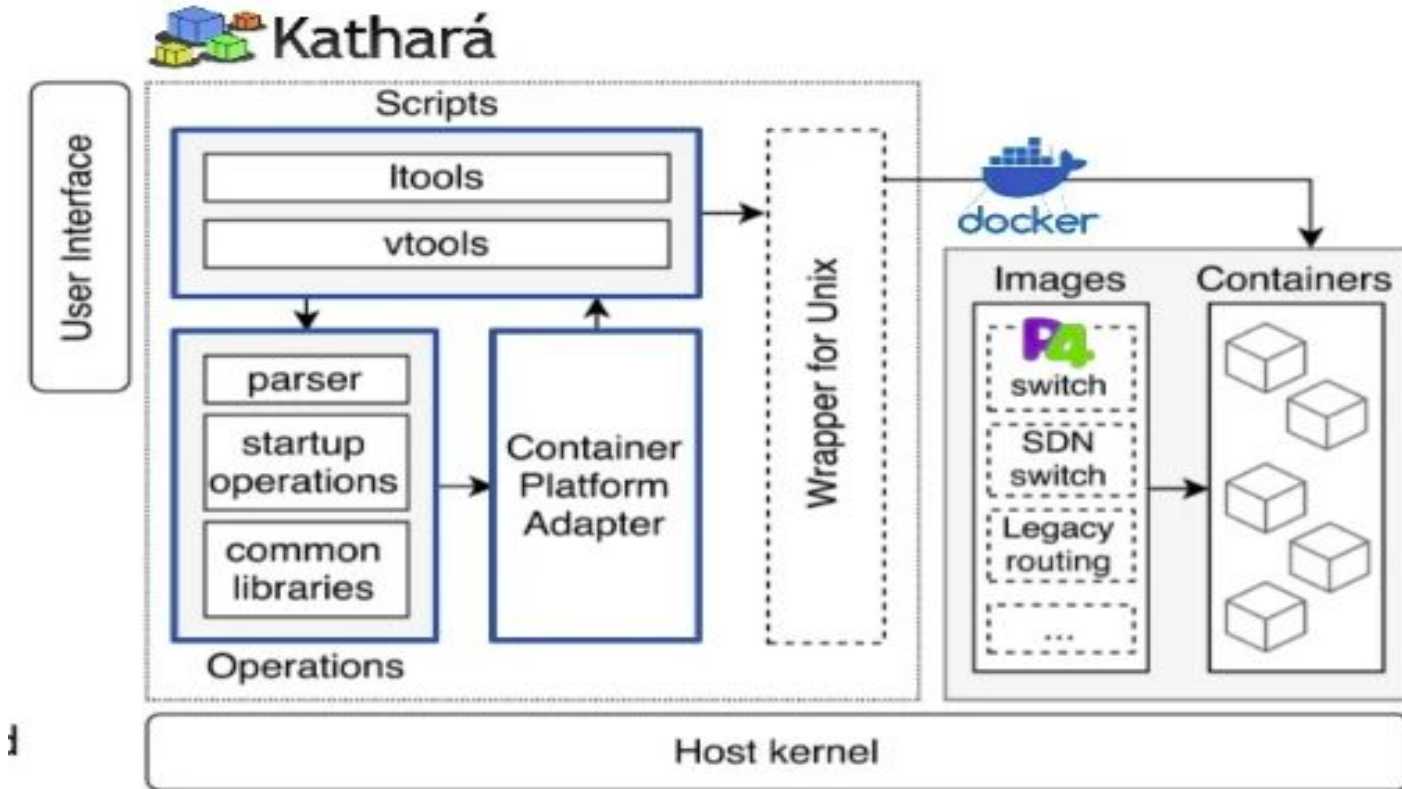 Kathará
User Interface
Scripts
ltools
vtools
parser
startup
operations
common
libraries
Operations
Container
Platform
Adapter
Wrapper for Unix
docker
Images
P4
switch
SDN
switch
Legacy
routing
...
Containers
Host kernel